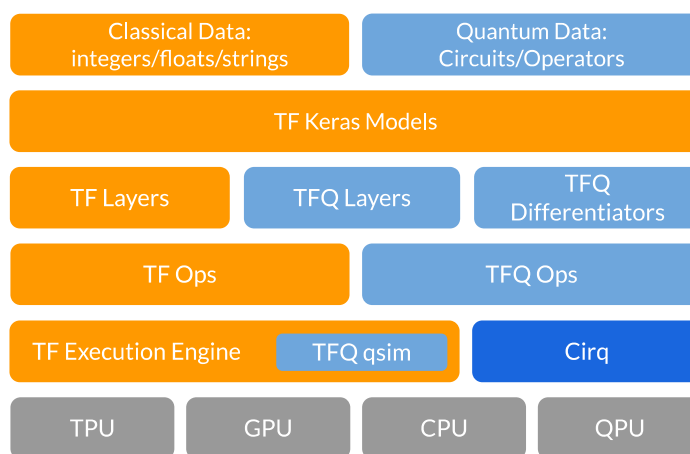 Classical Data:
integers/floats/strings
Quantum Data:
Circuits/Operators
TF Keras Models
TF Layers
TFQ Layers
TFQ
Differentiators
TF Ops
TFQ Ops
TF Execution Engine
TFQ qsim
Cirq
TPU
GPU
CPU
QPU